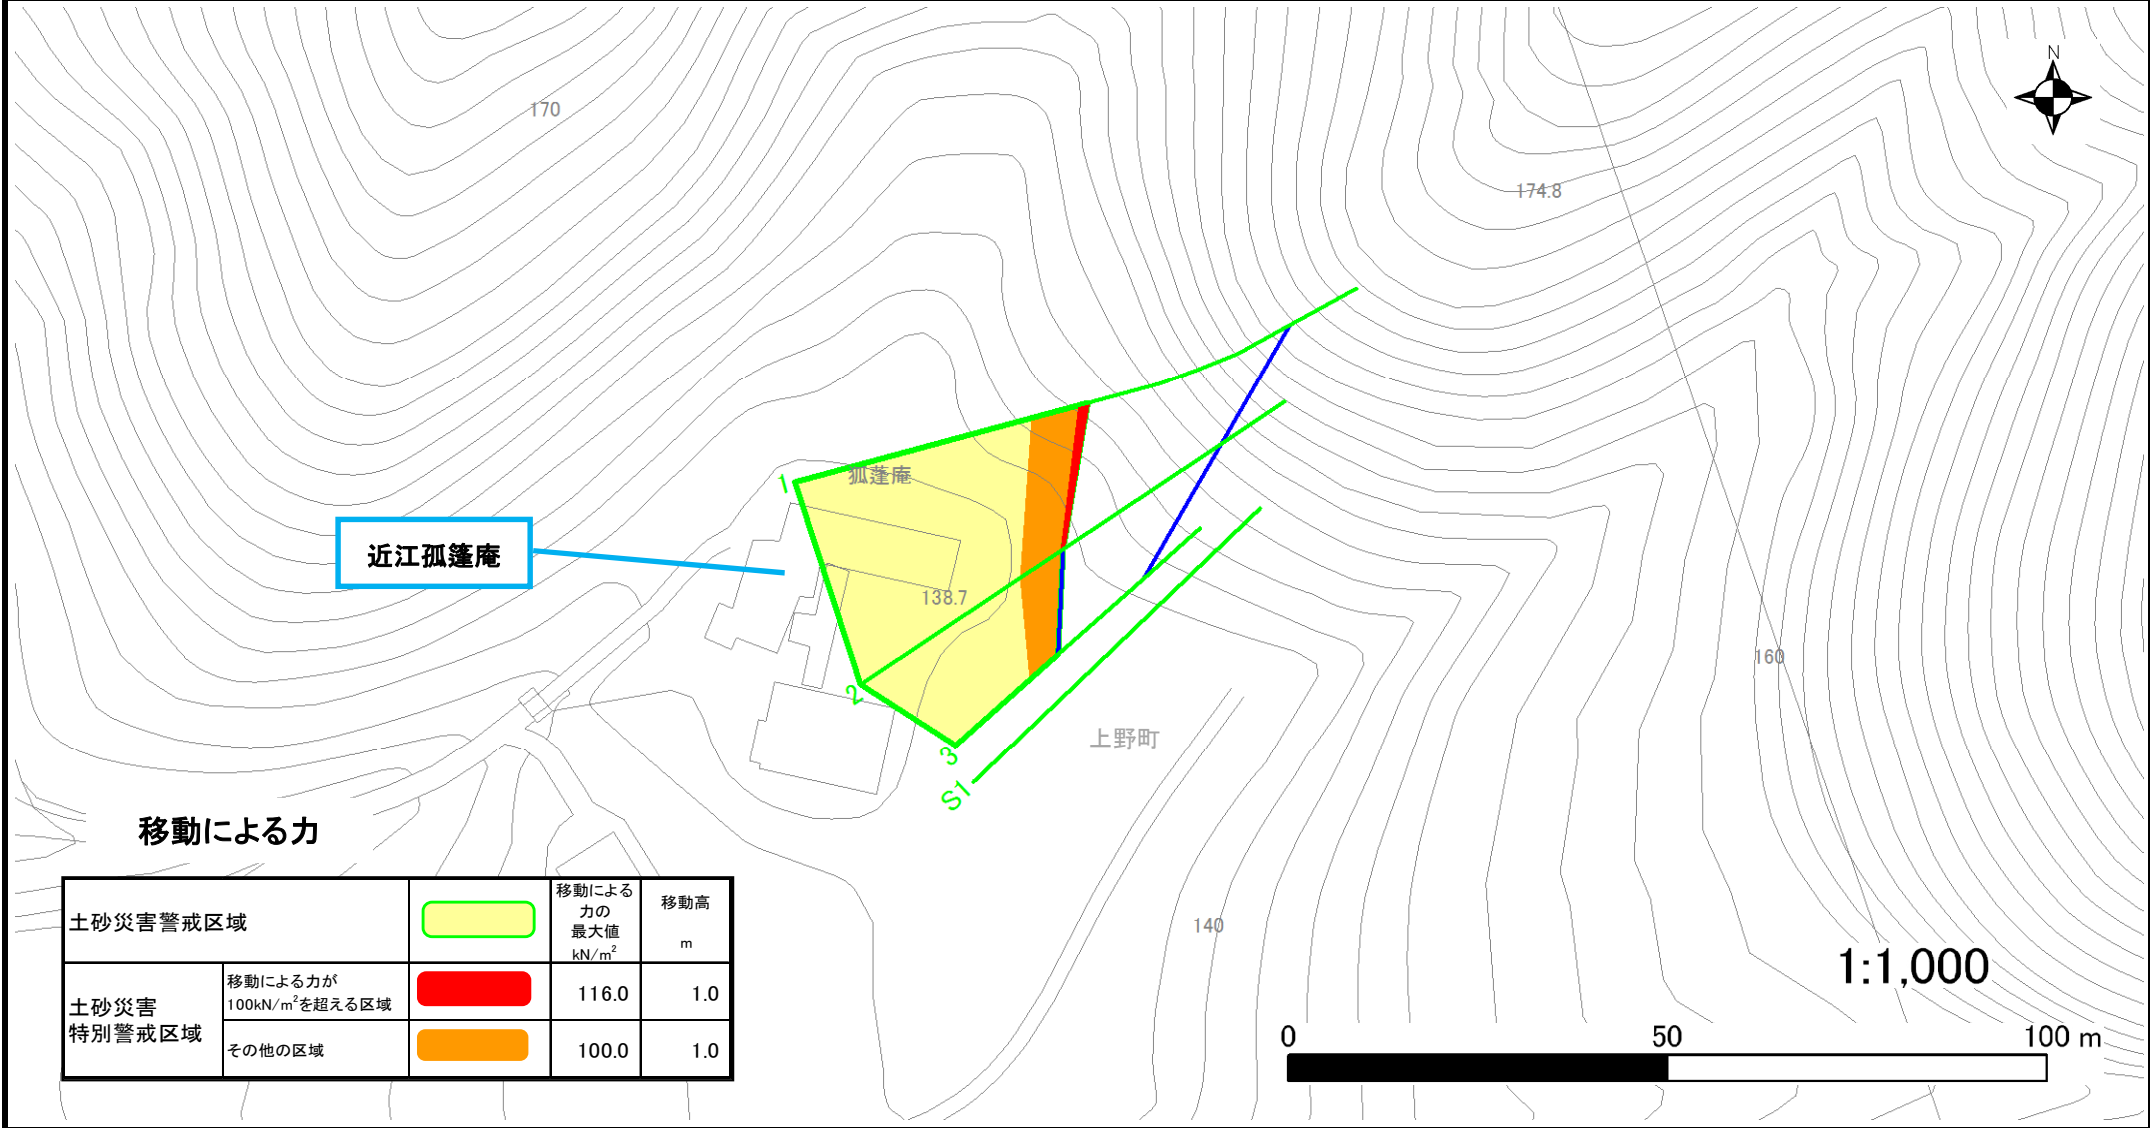 N
170
174.8
狐蓬庵
1
近江孤篷庵
138.7
2
160
3
上野町
S1
移動による力
140
1:1,000
0 50 100 m
土砂災害警戒区域
移動による
力の
最大値
kN/m²
移動高
m
土砂災害
特別警戒区域
移動による力が
100kN/m²を超える区域
116.0 1.0
その他の区域
100.0 1.0